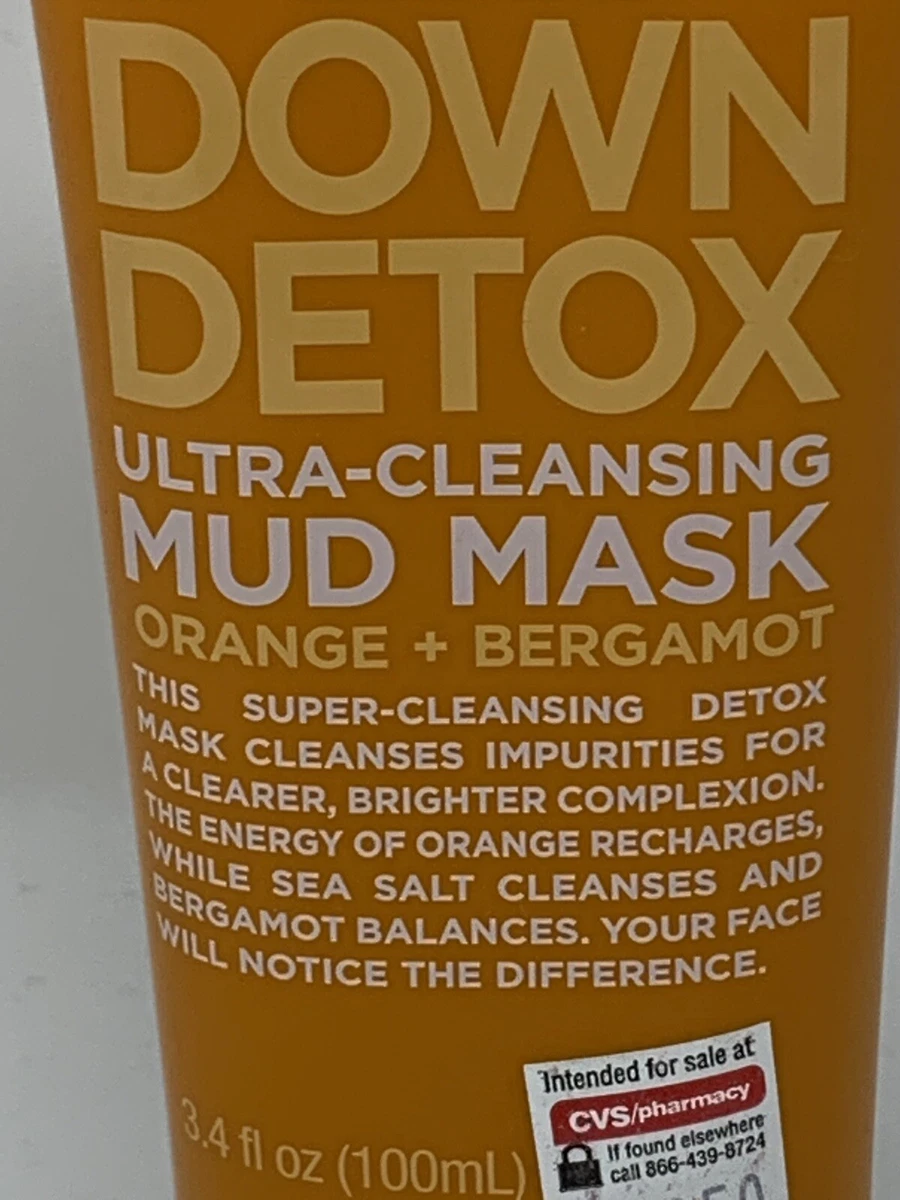 DOWN
DETOX
ULTRA-CLEANSING
MUD MASK
ORANGE + BERGAMOT
THIS SUPER-CLEANSING DETOX
MASK CLEANSES IMPURITIES FOR
A CLEARER, BRIGHTER COMPLEXION.
THE ENERGY OF ORANGE RECHARGES,
WHILE SEA SALT CLEANSES AND
BERGAMOT BALANCES. YOUR FACE
WILL NOTICE THE DIFFERENCE.
3.4 fl oz (100mL)
Intended for sale at
CVS/pharmacy
If found elsewhere
call 866-439-8724